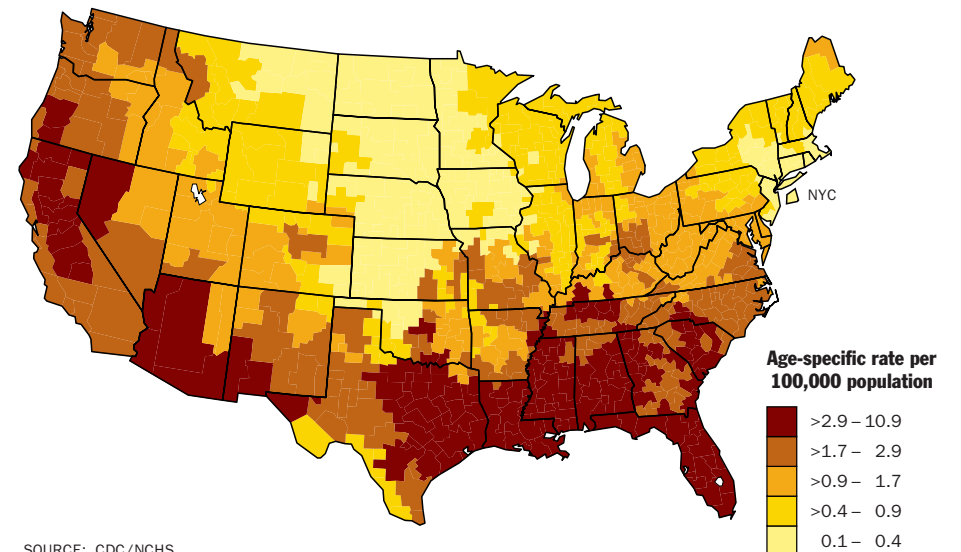 NYC
Age-specific rate per
100,000 population
>2.9 – 10.9
>1.7 – 2.9
>0.9 – 1.7
>0.4 – 0.9
0.1 – 0.4
SOURCE: CDC/NCHS